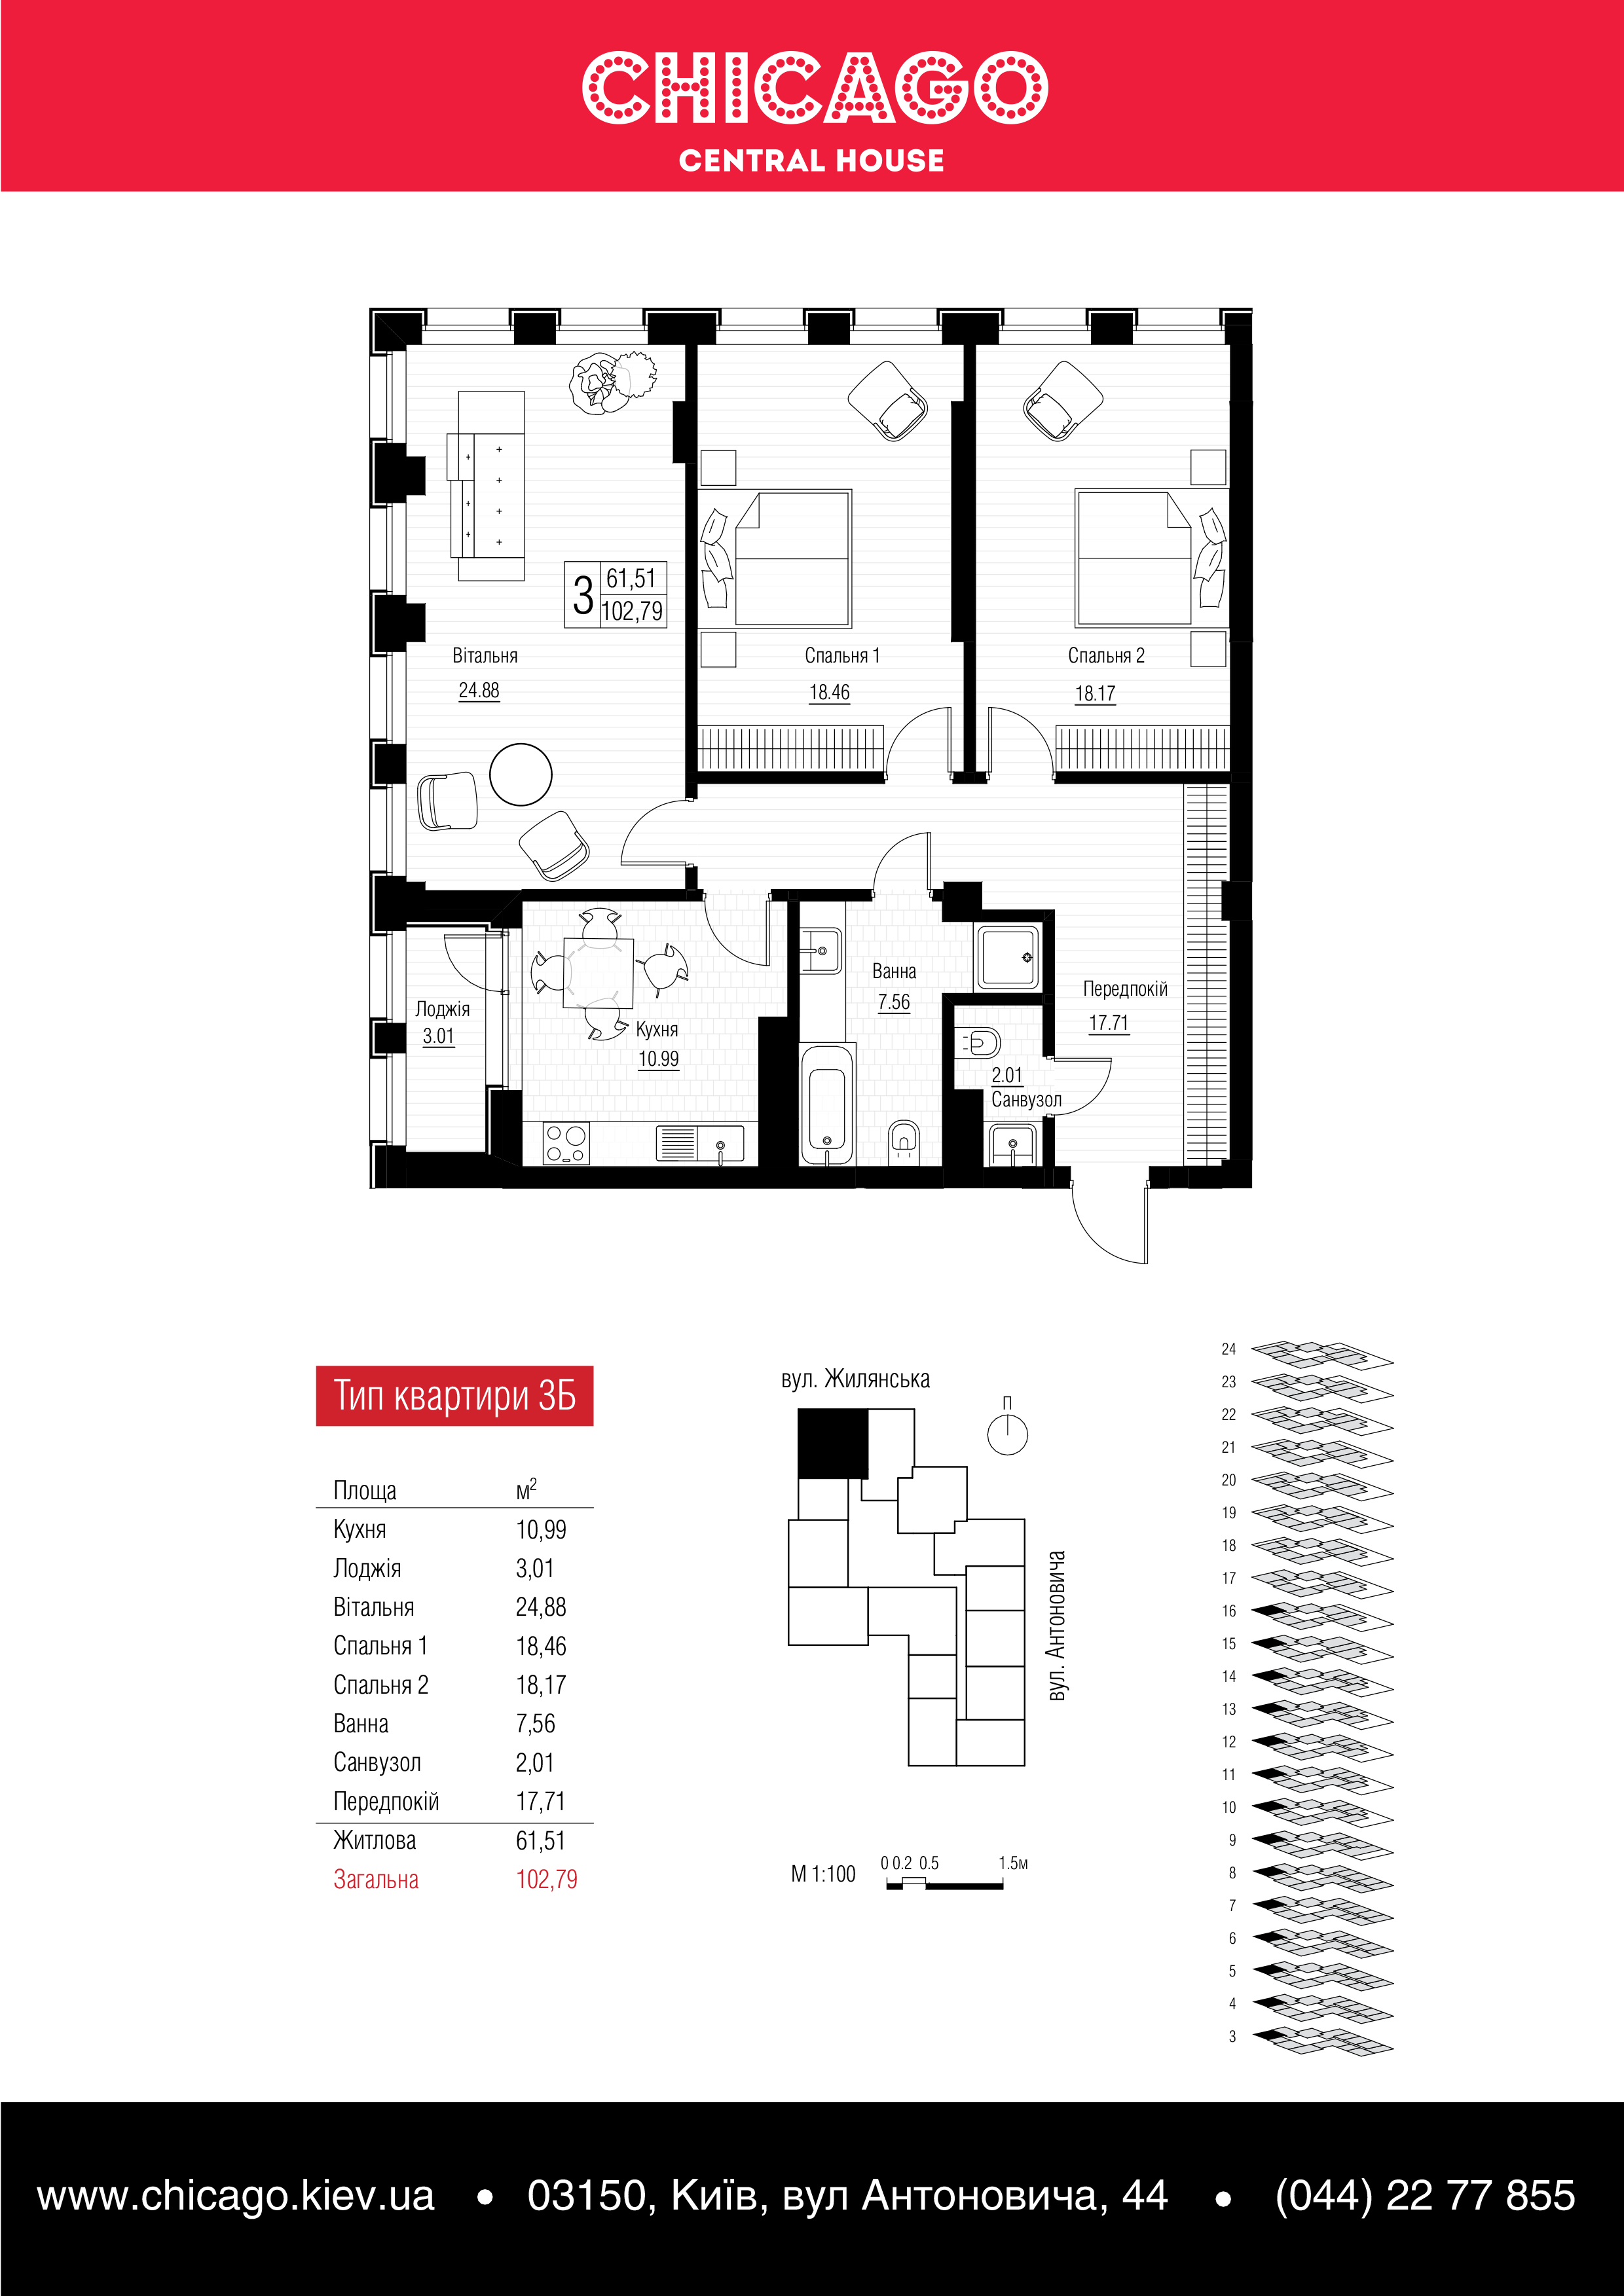 CHICAGO
CENTRAL HOUSE
3
61,51
102,79
Вітальня
24.88
Спальня 1
18.46
Спальня 2
18.17
Ванна
7.56
Передпокій
17.71
Лоджія
3.01
Кухня
10.99
2.01
Санвузол
Тип квартири 3Б
Площа м²
Кухня 10,99
Лоджія 3,01
Вітальня 24,88
Спальня 1 18,46
Спальня 2 18,17
Ванна 7,56
Санвузол 2,01
Передпокій 17,71
Житлова 61,51
Загальна 102,79
вул. Жилянська
П
вул. Антоновича
М 1:100
0 0.2 0.5 1.5м
24
23
22
21
20
19
18
17
16
15
14
13
12
11
10
9
8
7
6
5
4
3
www.chicago.kiev.ua • 03150, Київ, вул Антоновича, 44 • (044) 22 77 855